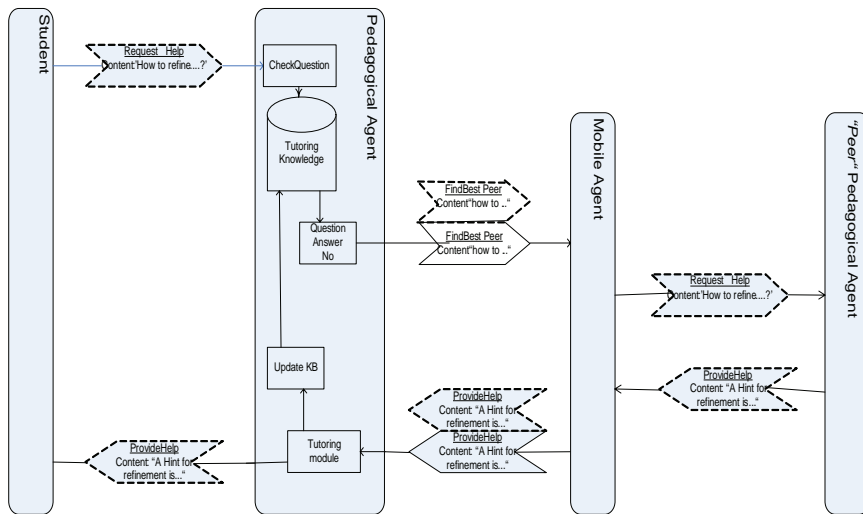 Student
Request Help
Content:'How to refine....?'
Pedagogical Agent
CheckQuestion
Tutoring
Knowledge
Question
Answer
No
Update KB
Tutoring
module
FindBest Peer
Content“how to ..“
FindBest Peer
Content“how to ..“
Mobile Agent
Request Help
Content:'How to refine....?'
“Peer“ Pedagogical Agent
ProvideHelp
Content: “A Hint for
refinement is...“
ProvideHelp
Content: “A Hint for
refinement is...“
ProvideHelp
Content: “A Hint for
refinement is...“
ProvideHelp
Content: “A Hint for
refinement is...“